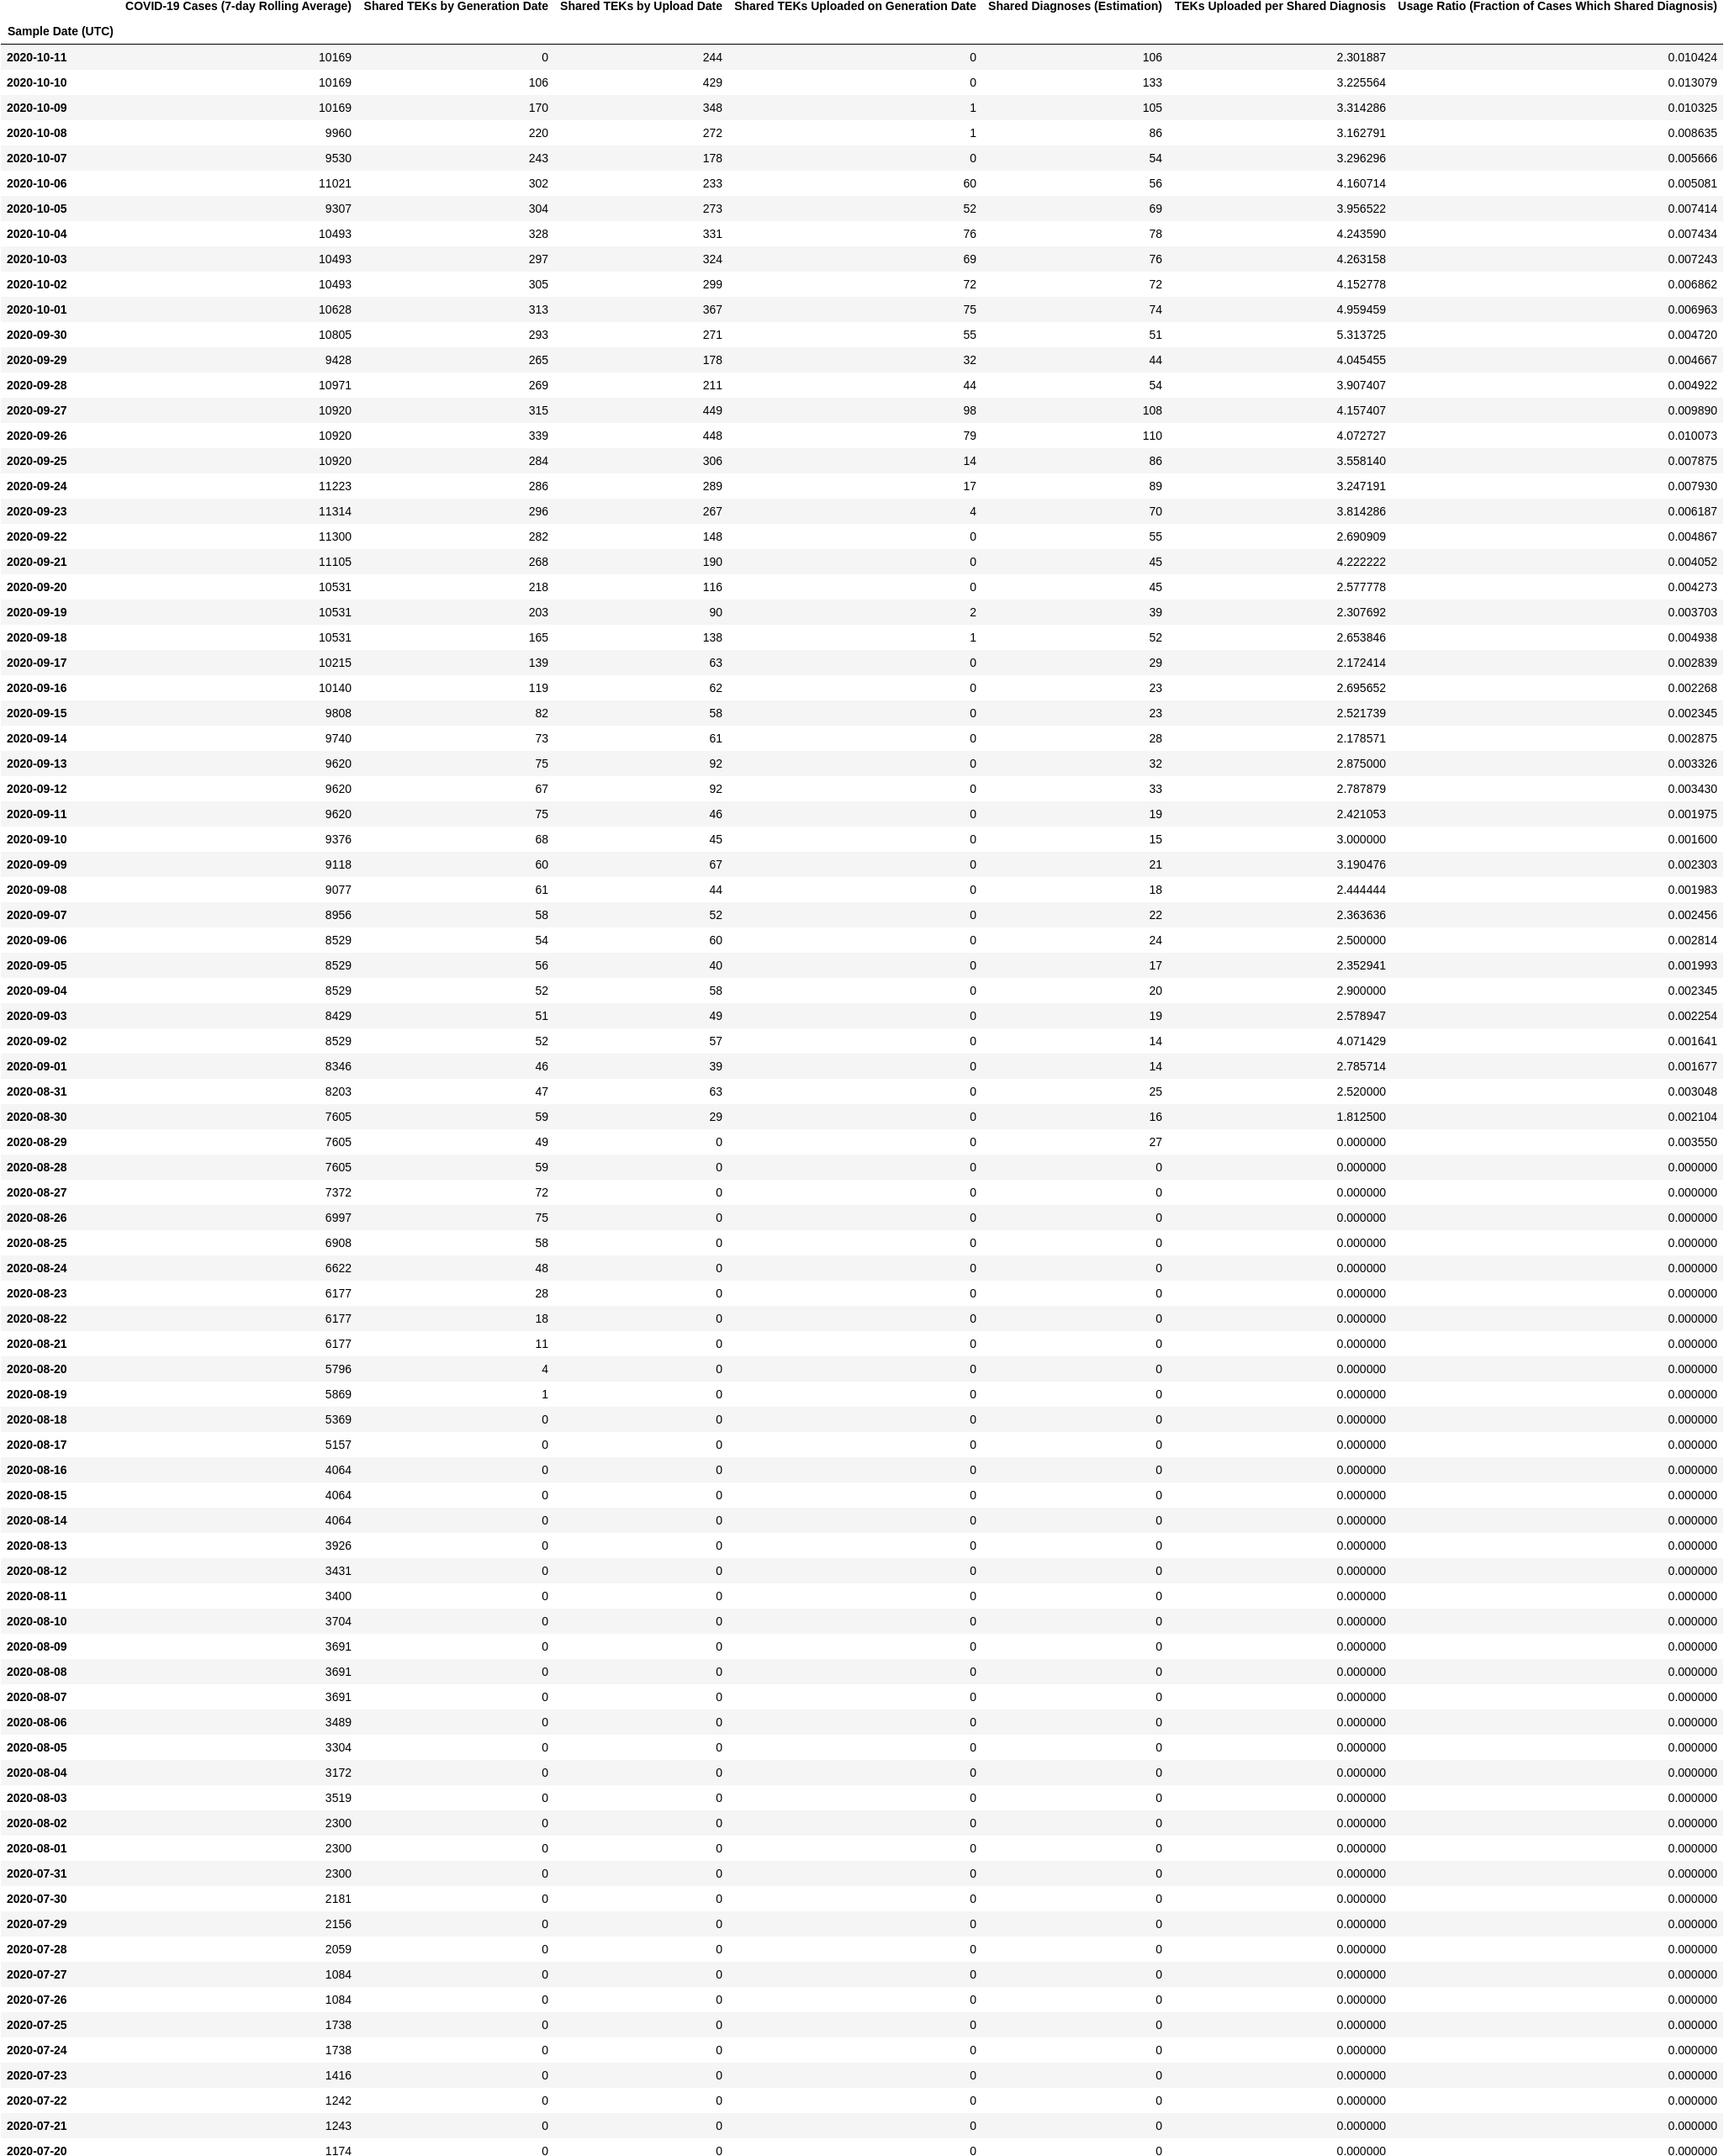 COVID-19 Cases (7-day Rolling Average) Shared TEKs by Generation Date Shared TEKs by Upload Date Shared TEKs Uploaded on Generation Date Shared Diagnoses (Estimation) TEKs Uploaded per Shared Diagnosis Usage Ratio (Fraction of Cases Which Shared Diagnosis)
Sample Date (UTC)
2020-10-11 10169 0 244 0 106 2.301887 0.010424
2020-10-10 10169 106 429 0 133 3.225564 0.013079
2020-10-09 10169 170 348 1 105 3.314286 0.010325
2020-10-08 9960 220 272 1 86 3.162791 0.008635
2020-10-07 9530 243 178 0 54 3.296296 0.005666
2020-10-06 11021 302 233 60 56 4.160714 0.005081
2020-10-05 9307 304 273 52 69 3.956522 0.007414
2020-10-04 10493 328 331 76 78 4.243590 0.007434
2020-10-03 10493 297 324 69 76 4.263158 0.007243
2020-10-02 10493 305 299 72 72 4.152778 0.006862
2020-10-01 10628 313 367 75 74 4.959459 0.006963
2020-09-30 10805 293 271 55 51 5.313725 0.004720
2020-09-29 9428 265 178 32 44 4.045455 0.004667
2020-09-28 10971 269 211 44 54 3.907407 0.004922
2020-09-27 10920 315 449 98 108 4.157407 0.009890
2020-09-26 10920 339 448 79 110 4.072727 0.010073
2020-09-25 10920 284 306 14 86 3.558140 0.007875
2020-09-24 11223 286 289 17 89 3.247191 0.007930
2020-09-23 11314 296 267 4 70 3.814286 0.006187
2020-09-22 11300 282 148 0 55 2.690909 0.004867
2020-09-21 11105 268 190 0 45 4.222222 0.004052
2020-09-20 10531 218 116 0 45 2.577778 0.004273
2020-09-19 10531 203 90 2 39 2.307692 0.003703
2020-09-18 10531 165 138 1 52 2.653846 0.004938
2020-09-17 10215 139 63 0 29 2.172414 0.002839
2020-09-16 10140 119 62 0 23 2.695652 0.002268
2020-09-15 9808 82 58 0 23 2.521739 0.002345
2020-09-14 9740 73 61 0 28 2.178571 0.002875
2020-09-13 9620 75 92 0 32 2.875000 0.003326
2020-09-12 9620 67 92 0 33 2.787879 0.003430
2020-09-11 9620 75 46 0 19 2.421053 0.001975
2020-09-10 9376 68 45 0 15 3.000000 0.001600
2020-09-09 9118 60 67 0 21 3.190476 0.002303
2020-09-08 9077 61 44 0 18 2.444444 0.001983
2020-09-07 8956 58 52 0 22 2.363636 0.002456
2020-09-06 8529 54 60 0 24 2.500000 0.002814
2020-09-05 8529 56 40 0 17 2.352941 0.001993
2020-09-04 8529 52 58 0 20 2.900000 0.002345
2020-09-03 8429 51 49 0 19 2.578947 0.002254
2020-09-02 8529 52 57 0 14 4.071429 0.001641
2020-09-01 8346 46 39 0 14 2.785714 0.001677
2020-08-31 8203 47 63 0 25 2.520000 0.003048
2020-08-30 7605 59 29 0 16 1.812500 0.002104
2020-08-29 7605 49 0 0 27 0.000000 0.003550
2020-08-28 7605 59 0 0 0 0.000000 0.000000
2020-08-27 7372 72 0 0 0 0.000000 0.000000
2020-08-26 6997 75 0 0 0 0.000000 0.000000
2020-08-25 6908 58 0 0 0 0.000000 0.000000
2020-08-24 6622 48 0 0 0 0.000000 0.000000
2020-08-23 6177 28 0 0 0 0.000000 0.000000
2020-08-22 6177 18 0 0 0 0.000000 0.000000
2020-08-21 6177 11 0 0 0 0.000000 0.000000
2020-08-20 5796 4 0 0 0 0.000000 0.000000
2020-08-19 5869 1 0 0 0 0.000000 0.000000
2020-08-18 5369 0 0 0 0 0.000000 0.000000
2020-08-17 5157 0 0 0 0 0.000000 0.000000
2020-08-16 4064 0 0 0 0 0.000000 0.000000
2020-08-15 4064 0 0 0 0 0.000000 0.000000
2020-08-14 4064 0 0 0 0 0.000000 0.000000
2020-08-13 3926 0 0 0 0 0.000000 0.000000
2020-08-12 3431 0 0 0 0 0.000000 0.000000
2020-08-11 3400 0 0 0 0 0.000000 0.000000
2020-08-10 3704 0 0 0 0 0.000000 0.000000
2020-08-09 3691 0 0 0 0 0.000000 0.000000
2020-08-08 3691 0 0 0 0 0.000000 0.000000
2020-08-07 3691 0 0 0 0 0.000000 0.000000
2020-08-06 3489 0 0 0 0 0.000000 0.000000
2020-08-05 3304 0 0 0 0 0.000000 0.000000
2020-08-04 3172 0 0 0 0 0.000000 0.000000
2020-08-03 3519 0 0 0 0 0.000000 0.000000
2020-08-02 2300 0 0 0 0 0.000000 0.000000
2020-08-01 2300 0 0 0 0 0.000000 0.000000
2020-07-31 2300 0 0 0 0 0.000000 0.000000
2020-07-30 2181 0 0 0 0 0.000000 0.000000
2020-07-29 2156 0 0 0 0 0.000000 0.000000
2020-07-28 2059 0 0 0 0 0.000000 0.000000
2020-07-27 1084 0 0 0 0 0.000000 0.000000
2020-07-26 1084 0 0 0 0 0.000000 0.000000
2020-07-25 1738 0 0 0 0 0.000000 0.000000
2020-07-24 1738 0 0 0 0 0.000000 0.000000
2020-07-23 1416 0 0 0 0 0.000000 0.000000
2020-07-22 1242 0 0 0 0 0.000000 0.000000
2020-07-21 1243 0 0 0 0 0.000000 0.000000
2020-07-20 1174 0 0 0 0 0.000000 0.000000